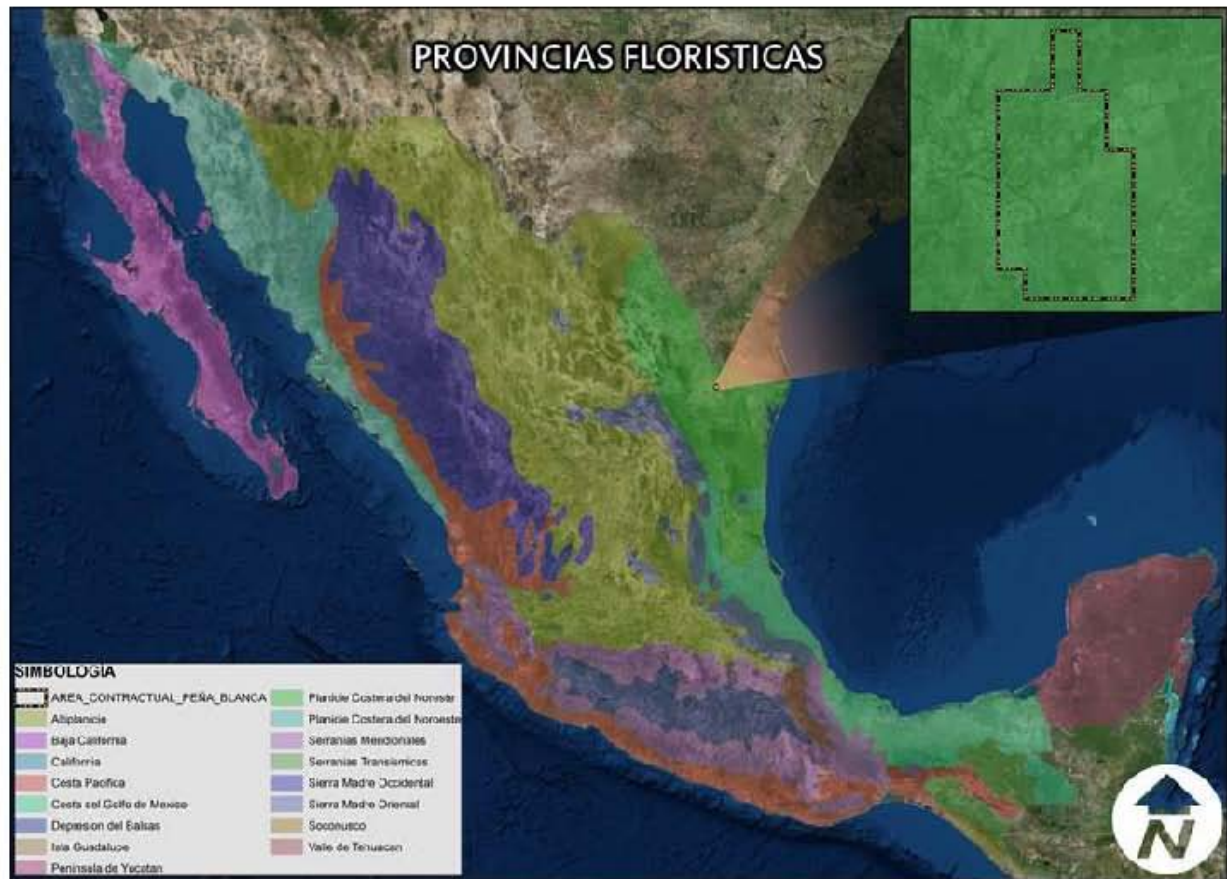 PROVINCIAS FLORISTICAS
SIMBOLOGIA
AREA_CONTRACTUAL_PEÑA_BLANCA
Altiplanicie
Baja California
California
Costa Pacifica
Costa del Golfo de Mexico
Depresion del Balsas
Isla Guadalupe
Peninsula de Yucatan
Planicie Costera del Noreste
Planicie Costera del Noroeste
Serranias Meridionales
Serranias Transismicas
Sierra Madre Occidental
Sierra Madre Oriental
Soconusco
Valle de Tehuacan
N